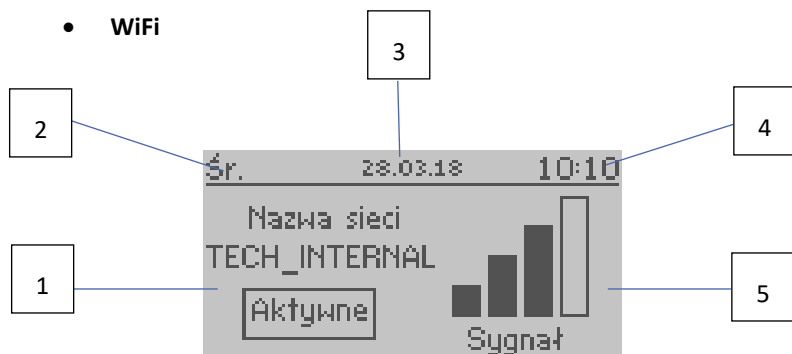 • WiFi
3
2
4
Śr. 28.03.18 10:10
Nazwa sieci
TECH_INTERNAL
1
5
Aktywne
Sygnał